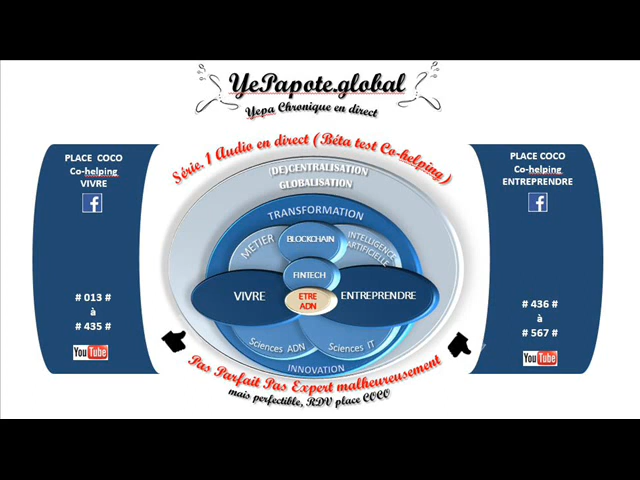 YePapote.global
Yepa Chronique en direct
Série, 1 Audio en direct (Béta test Co-helping)
PLACE COCO
Co-helping
VIVRE
# 013 #
à
# 435 #
YouTube
(DE)CENTRALISATION
GLOBALISATION
TRANSFORMATION
METIER
BLOCKCHAIN
INTELLIGENCE
ARTIFICIELLE
FINTECH
VIVRE
ETRE
ADN
ENTREPRENDRE
Sciences ADN
Sciences IT
INNOVATION
PLACE COCO
Co-helping
ENTREPRENDRE
# 436 #
à
# 567 #
YouTube
Pas Parfait Pas Expert malheureusement
mais perfectible, RDV place COCO